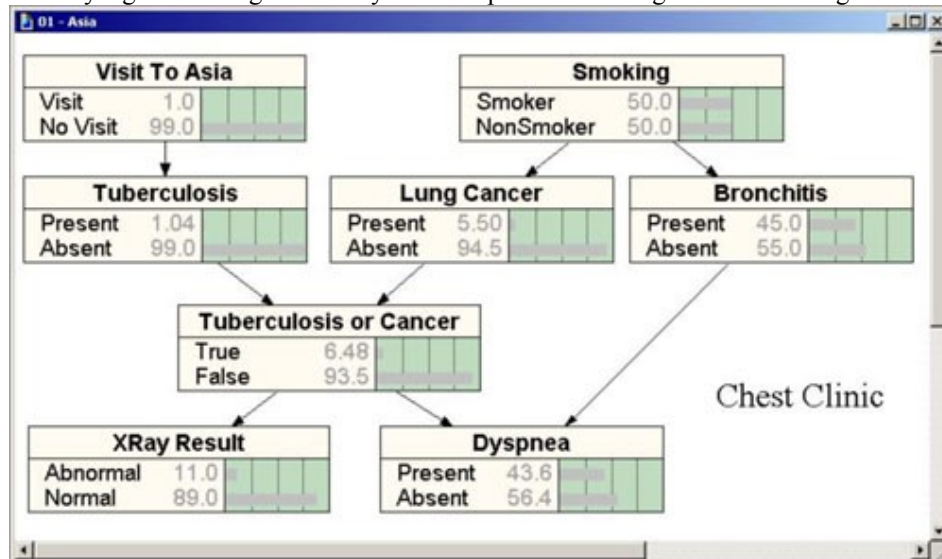 01 - Asia
Visit To Asia
Visit 1.0
No Visit 99.0
Smoking
Smoker 50.0
NonSmoker 50.0
Tuberculosis
Present 1.04
Absent 99.0
Lung Cancer
Present 5.50
Absent 94.5
Bronchitis
Present 45.0
Absent 55.0
Tuberculosis or Cancer
True 6.48
False 93.5
Chest Clinic
XRay Result
Abnormal 11.0
Normal 89.0
Dyspnea
Present 43.6
Absent 56.4